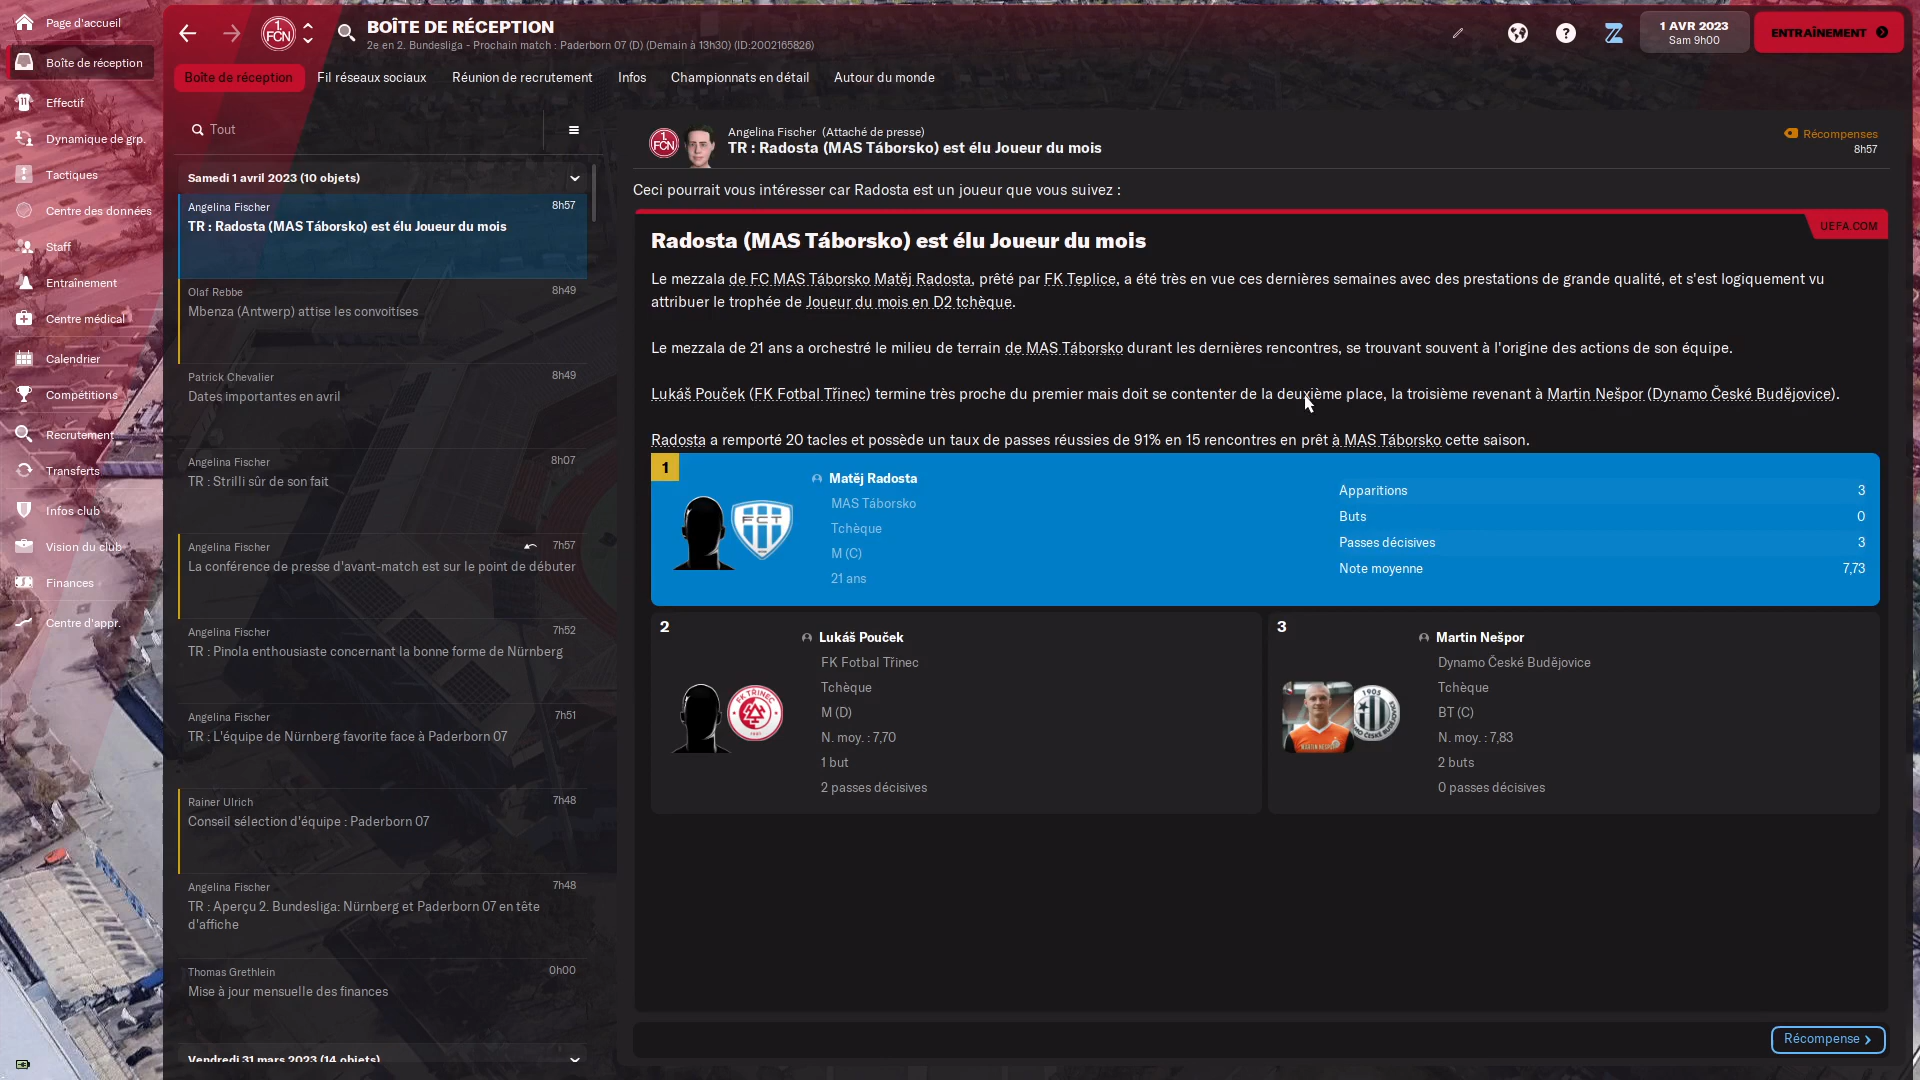 Page d'accueil
Boîte de réception
Effectif
Dynamique de grp.
Tactiques
Centre des données
Staff
Entraînement
Centre médical
Calendrier
Compétitions
Recrutement
Transferts
Infos club
Vision du club
Finances
Centre d'appr.
1. FCN
BOÎTE DE RÉCEPTION
2e en 2. Bundesliga - Prochain match : Paderborn 07 (D) (Demain à 13h30) (ID:2002165826)
1 AVR 2023
Sam 9h00
ENTRAÎNEMENT
Boîte de réception
Fil réseaux sociaux
Réunion de recrutement
Infos
Championnats en détail
Autour du monde
Tout
Samedi 1 avril 2023 (10 objets)
Angelina Fischer 8h57
TR : Radosta (MAS Táborsko) est élu Joueur du mois
Olaf Rebbe 8h49
Mbenza (Antwerp) attise les convoitises
Patrick Chevalier 8h49
Dates importantes en avril
Angelina Fischer 8h07
TR : Strilli sûr de son fait
Angelina Fischer 7h57
La conférence de presse d'avant-match est sur le point de débuter
Angelina Fischer 7h52
TR : Pinola enthousiaste concernant la bonne forme de Nürnberg
Angelina Fischer 7h51
TR : L'équipe de Nürnberg favorite face à Paderborn 07
Rainer Ulrich 7h48
Conseil sélection d'équipe : Paderborn 07
Angelina Fischer 7h48
TR : Aperçu 2. Bundesliga: Nürnberg et Paderborn 07 en tête
d'affiche
Thomas Grethlein 0h00
Mise à jour mensuelle des finances
Vendredi 31 mars 2023 (14 objets)
1. FCN
Angelina Fischer (Attaché de presse)
TR : Radosta (MAS Táborsko) est élu Joueur du mois
Récompenses
8h57
Ceci pourrait vous intéresser car Radosta est un joueur que vous suivez :
UEFA.COM
Radosta (MAS Táborsko) est élu Joueur du mois
Le mezzala de FC MAS Táborsko Matěj Radosta, prêté par FK Teplice, a été très en vue ces dernières semaines avec des prestations de grande qualité, et s'est logiquement vu
attribuer le trophée de Joueur du mois en D2 tchèque.
Le mezzala de 21 ans a orchestré le milieu de terrain de MAS Táborsko durant les dernières rencontres, se trouvant souvent à l'origine des actions de son équipe.
Lukáš Pouček (FK Fotbal Třinec) termine très proche du premier mais doit se contenter de la deuxième place, la troisième revenant à Martin Nešpor (Dynamo České Budějovice).
Radosta a remporté 20 tacles et possède un taux de passes réussies de 91% en 15 rencontres en prêt à MAS Táborsko cette saison.
1
FCT
Matěj Radosta
MAS Táborsko
Tchèque
M (C)
21 ans
Apparitions 3
Buts 0
Passes décisives 3
Note moyenne 7,73
2
Lukáš Pouček
FK Fotbal Třinec
Tchèque
M (D)
N. moy. : 7,70
1 but
2 passes décisives
3
1905
Martin Nešpor
Dynamo České Budějovice
Tchèque
BT (C)
N. moy. : 7,83
2 buts
0 passes décisives
Récompense